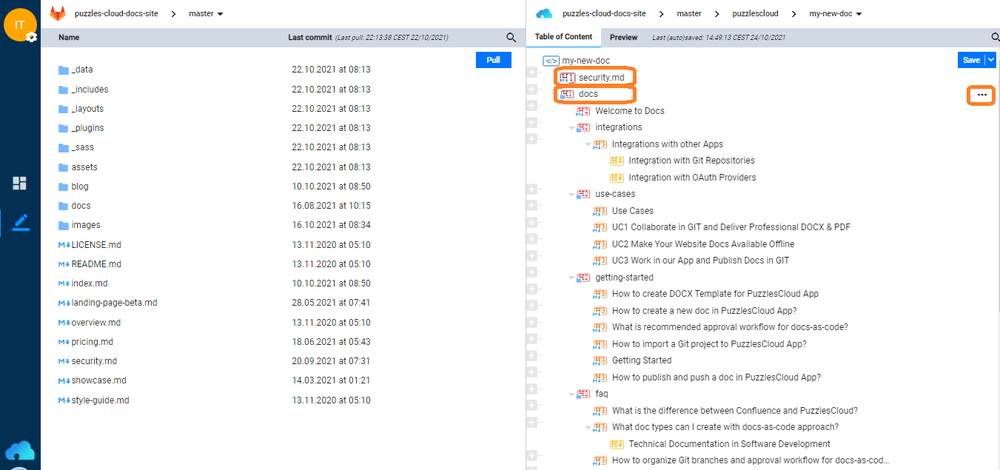 IT
puzzles-cloud-docs-site > master
Name Last commit (Last pull: 22:13:38 CEST 22/10/2021)
Pull
_data 22.10.2021 at 08:13
_includes 22.10.2021 at 08:13
_layouts 22.10.2021 at 08:13
_plugins 22.10.2021 at 08:13
_sass 22.10.2021 at 08:13
assets 22.10.2021 at 08:13
blog 10.10.2021 at 08:50
docs 16.08.2021 at 10:15
images 16.10.2021 at 08:34
M LICENSE.md 13.11.2020 at 05:10
M README.md 13.11.2020 at 05:10
M index.md 10.10.2021 at 08:50
M landing-page-beta.md 28.05.2021 at 07:41
M overview.md 13.11.2020 at 05:10
M pricing.md 18.06.2021 at 05:43
M security.md 20.09.2021 at 07:31
M showcase.md 14.03.2021 at 01:21
M style-guide.md 13.11.2020 at 05:10
puzzles-cloud-docs-site > master > puzzlescloud > my-new-doc
Table of Content Preview Last (auto)saved: 14:49:13 CEST 24/10/2021
</> my-new-doc Save
H1 security.md
H1 docs •••
H2 Welcome to Docs
H2 integrations
H3 Integrations with other Apps
H4 Integration with Git Repositories
H4 Integration with OAuth Providers
H2 use-cases
H3 Use Cases
H3 UC1 Collaborate in GIT and Deliver Professional DOCX & PDF
H3 UC2 Make Your Website Docs Available Offline
H3 UC3 Work in our App and Publish Docs in GIT
H2 getting-started
H3 How to create DOCX Template for PuzzlesCloud App
H3 How to create a new doc in PuzzlesCloud App?
H3 What is recommended approval workflow for docs-as-code?
H3 How to import a Git project to PuzzlesCloud App?
H3 Getting Started
H3 How to publish and push a doc in PuzzlesCloud App?
H2 faq
H3 What is the difference between Confluence and PuzzlesCloud?
H3 What doc types can I create with docs-as-code approach?
H4 Technical Documentation in Software Development
H3 How to organize Git branches and approval workflow for docs-as-cod...